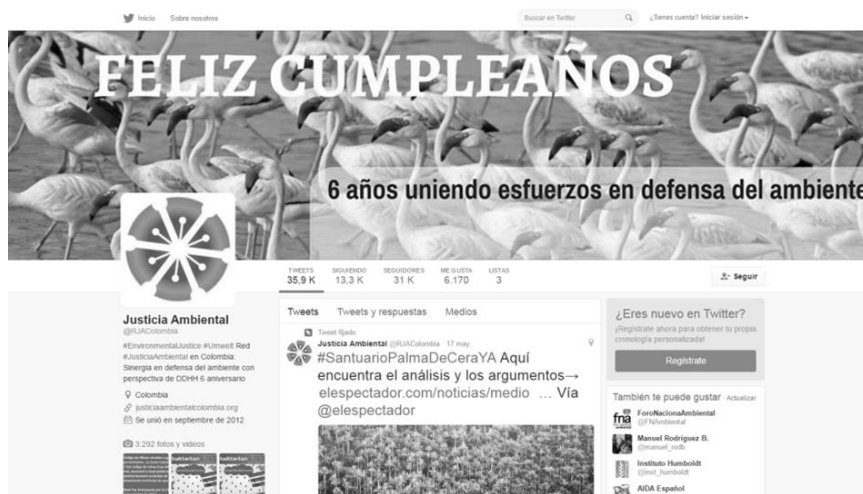 Inicio Sobre nosotros Buscar en Twitter ¿Tienes cuenta? Iniciar sesión
FELIZ CUMPLEAÑOS
6 años uniendo esfuerzos en defensa del ambiente
TWEETS SIGUIENDO SEGUIDORES ME GUSTA LISTAS
35,9 K 13,3 K 31 K 6.170 3
Seguir
Justicia Ambiental
@RJAColombia
#EnvironmentalJustice #Umwelt Red
#JusticiaAmbiental en Colombia:
Sinergia en defensa del ambiente con
perspectiva de DDHH 6 aniversario
Colombia
justiciaambientalcolombia.org
Se unió en septiembre de 2012
3.292 fotos y videos
Tweets Tweets y respuestas Medios
Tweet fijado
Justicia Ambiental @RJAColombia · 17 may.
#SantuarioPalmaDeCeraYA Aquí
encuentra el análisis y los argumentos→
elespectador.com/noticias/medio … Vía
@elespectador
¿Eres nuevo en Twitter?
¡Regístrate ahora para obtener tu propia
cronología personalizada!
Regístrate
También te puede gustar · Actualizar
fna
ForoNacionaAmbiental
@FNAmbiental
Manuel Rodríguez B.
@manuel_rodb
Instituto Humboldt
@inst_humboldt
AIDA Español